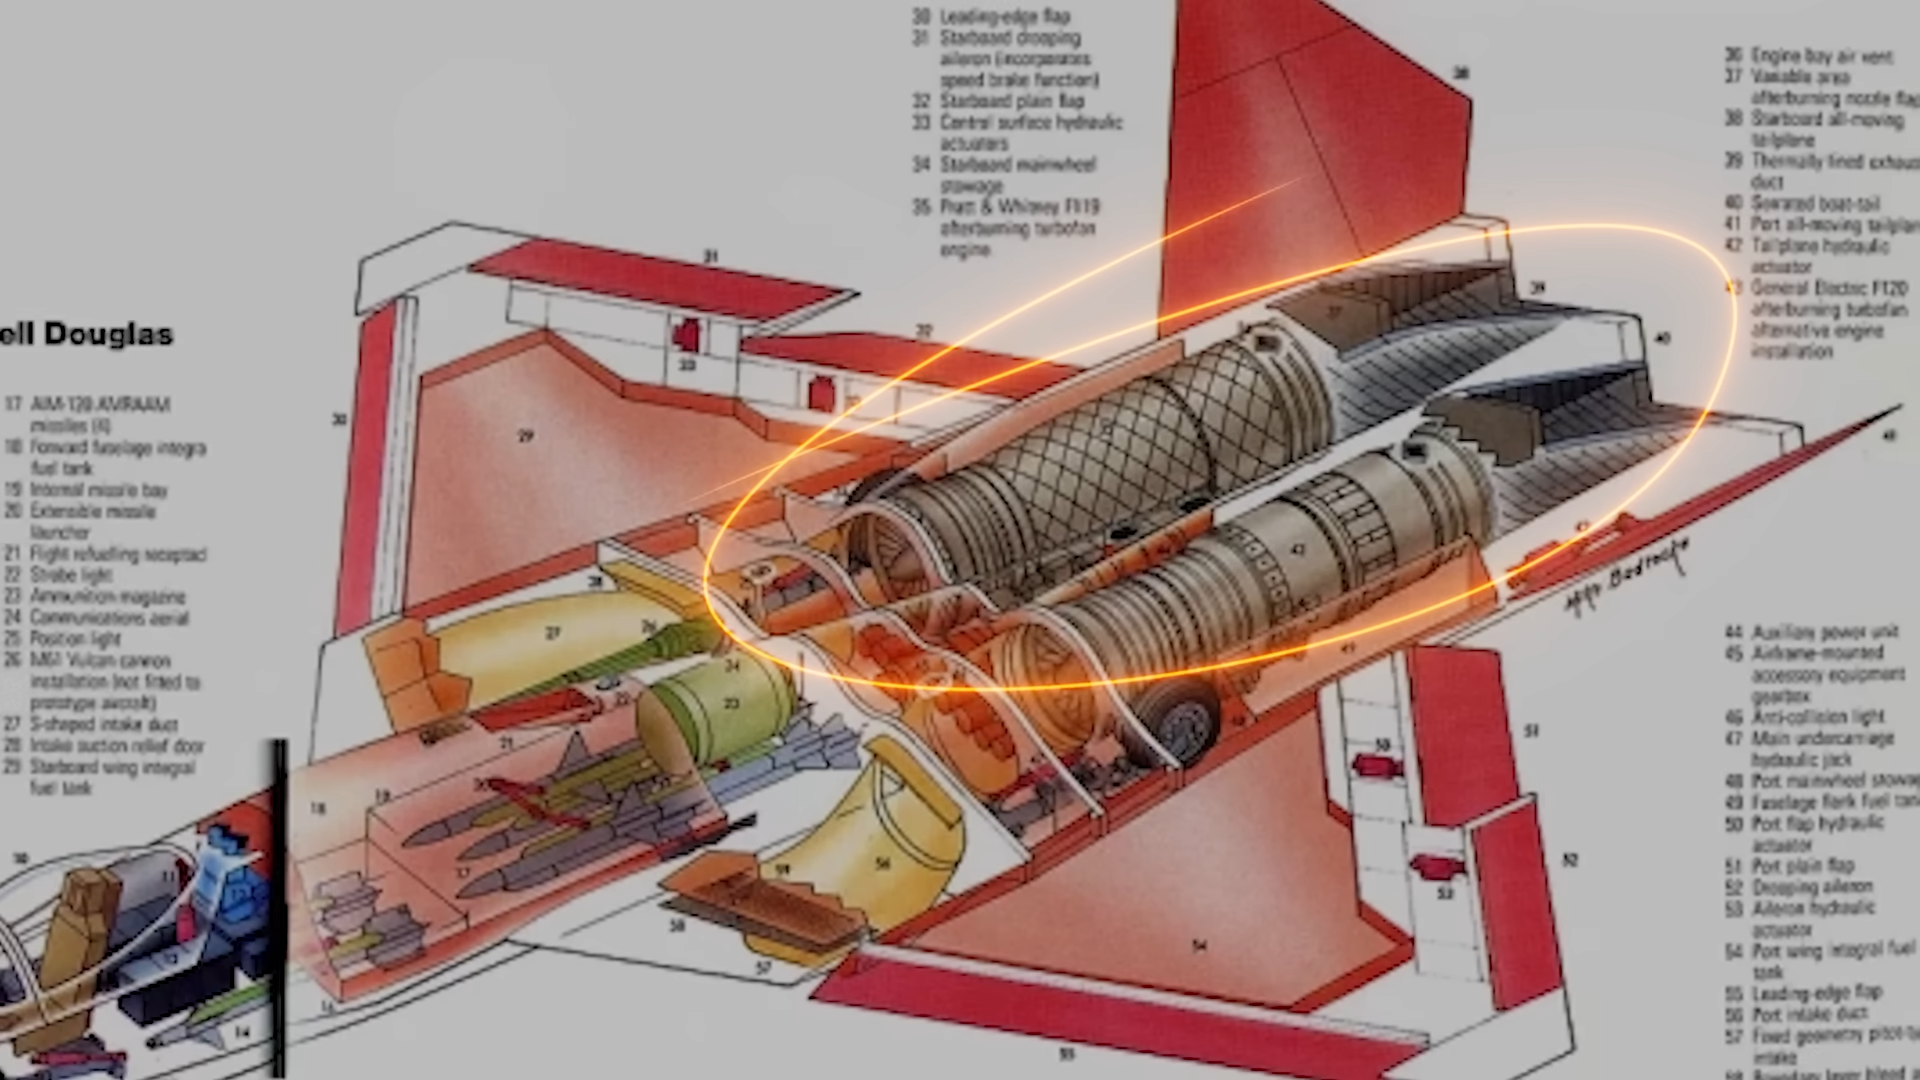 ell Douglas
17 AIM-120 AMRAAM
missiles (4)
18 Forward fuselage integra
fuel tank
19 Internal missile bay
20 Extensible missile
launcher
21 Flight refuelling receptacl
22 Strobe light
23 Ammunition magazine
24 Communications aerial
25 Position light
26 M61 Vulcan cannon
installation (not fitted to
prototype aircraft)
27 S-shaped intake duct
28 Intake suction relief door
29 Starboard wing integral
fuel tank
30 Leading-edge flap
31 Starboard drooping
aileron (incorporates
speed brake function)
32 Starboard plain flap
33 Control surface hydraulic
actuators
34 Starboard mainwheel
stowage
35 Pratt & Whitney F119
afterburning turbofan
engine
36 Engine bay air vent
37 Variable area
afterburning nozzle flap
38 Starboard all-moving
tailplane
39 Thermally lined exhaus
duct
40 Serrated boat-tail
41 Port all-moving tailplan
42 Tailplane hydraulic
actuator
43 General Electric F120
afterburning turbofan
alternative engine
installation
44 Auxiliary power unit
45 Airframe-mounted
accessory equipment
gearbox
46 Anti-collision light
47 Main undercarriage
hydraulic jack
48 Port mainwheel stowag
49 Fuselage flank fuel tan
50 Port flap hydraulic
actuator
51 Port plain flap
52 Drooping aileron
53 Aileron hydraulic
actuator
54 Port wing integral fuel
tank
55 Leading-edge flap
56 Port intake duct
57 Fixed geometry pitot-t
intake
58 Boundary layer bleed a